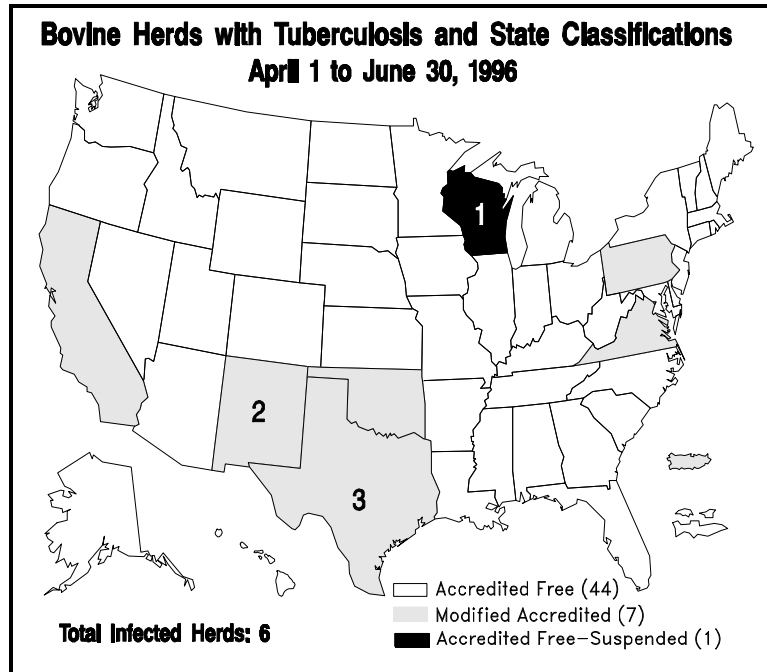 Bovine Herds with Tuberculosis and State Classifications
April 1 to June 30, 1996
1
2
3
Accredited Free (44)
Modified Accredited (7)
Accredited Free-Suspended (1)
Total Infected Herds: 6